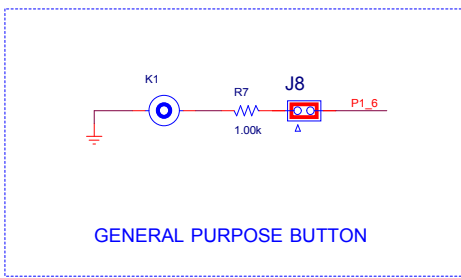 K1
R7
J8
P1_6
1.00k
GENERAL PURPOSE BUTTON